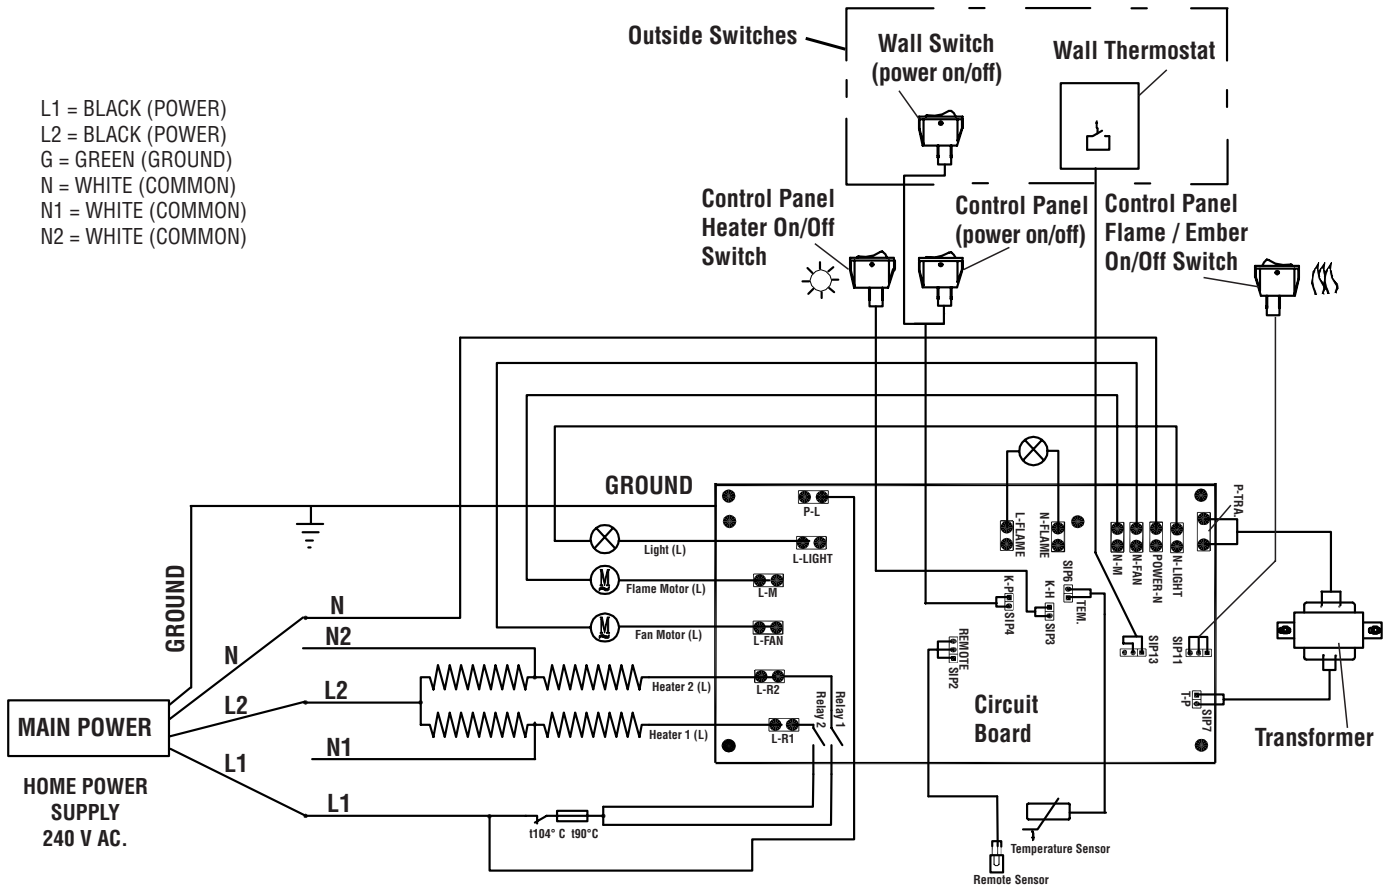 Outside Switches
Wall Switch
(power on/off)
Wall Thermostat
L1 = BLACK (POWER)
L2 = BLACK (POWER)
G = GREEN (GROUND)
N = WHITE (COMMON)
N1 = WHITE (COMMON)
N2 = WHITE (COMMON)
Control Panel
Heater On/Off
Switch
Control Panel
(power on/off)
Control Panel
Flame / Ember
On/Off Switch
GROUND
P-L
L-LIGHT
L-M
L-FAN
L-R2
L-R1
Light (L)
Flame Motor (L)
Fan Motor (L)
Heater 2 (L)
Heater 1 (L)
M
M
Relay 1
Relay 2
L-FLAME
N-FLAME
N-M
N-FAN
POWER-N
N-LIGHT
P-TRA.
K-P
SIP4
K-H
SIP3
SIP6
TEM.
REMOTE
SIP2
SIP13
SIP11
T-P
SIP7
Circuit
Board
Transformer
GROUND
N
N
N2
L2
L2
N1
L1
L1
MAIN POWER
HOME POWER
SUPPLY
240 V AC.
t104° C t90°C
Temperature Sensor
Remote Sensor